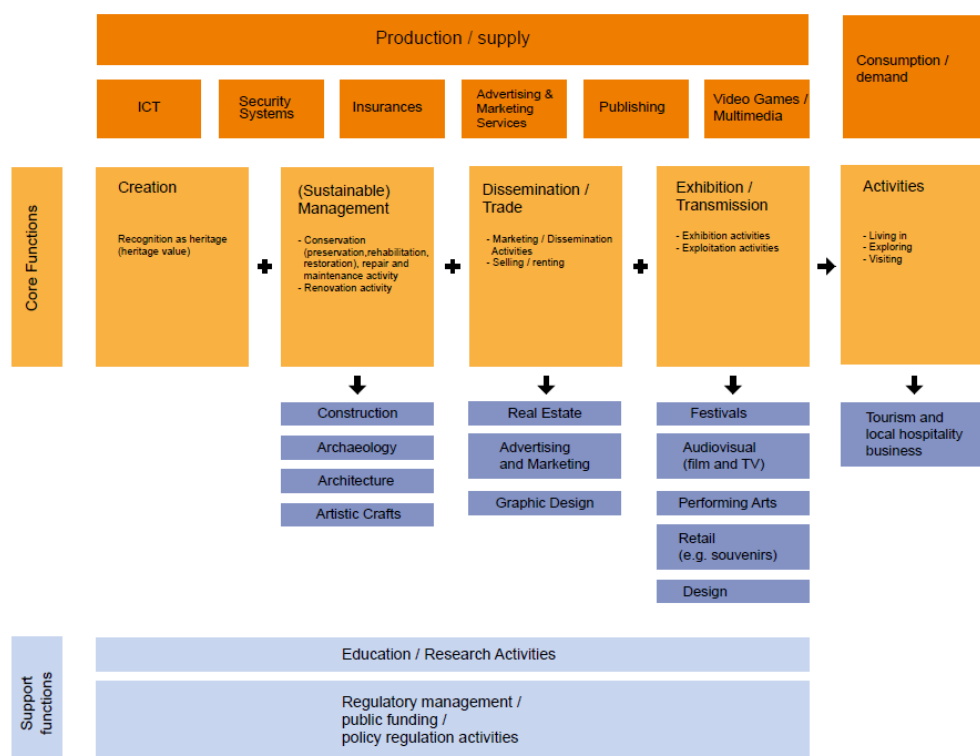 Production / supply
Consumption /
demand
ICT
Security
Systems
Insurances
Advertising &
Marketing
Services
Publishing
Video Games /
Multimedia
Core Functions
Creation
Recognition as heritage
(heritage value)
(Sustainable)
Management
- Conservation
(preservation,rehabilitation,
restoration), repair and
maintenance activity
- Renovation activity
Dissemination /
Trade
- Marketing / Dissemination
Activities
- Selling / renting
Exhibition /
Transmission
- Exhibition activities
- Exploitation activities
Activities
- Living in
- Exploring
- Visiting
Construction
Archaeology
Architecture
Artistic Crafts
Real Estate
Advertising
and Marketing
Graphic Design
Festivals
Audiovisual
(film and TV)
Performing Arts
Retail
(e.g. souvenirs)
Design
Tourism and
local hospitality
business
Support
functions
Education / Research Activities
Regulatory management /
public funding /
policy regulation activities